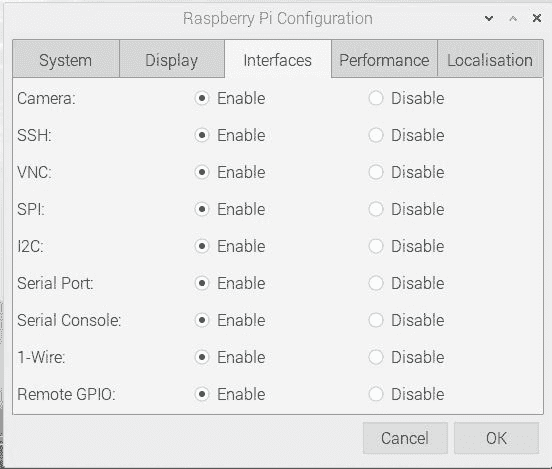 Raspberry Pi Configuration
System Display Interfaces Performance Localisation
Camera: Enable Disable
SSH: Enable Disable
VNC: Enable Disable
SPI: Enable Disable
I2C: Enable Disable
Serial Port: Enable Disable
Serial Console: Enable Disable
1-Wire: Enable Disable
Remote GPIO: Enable Disable
Cancel OK